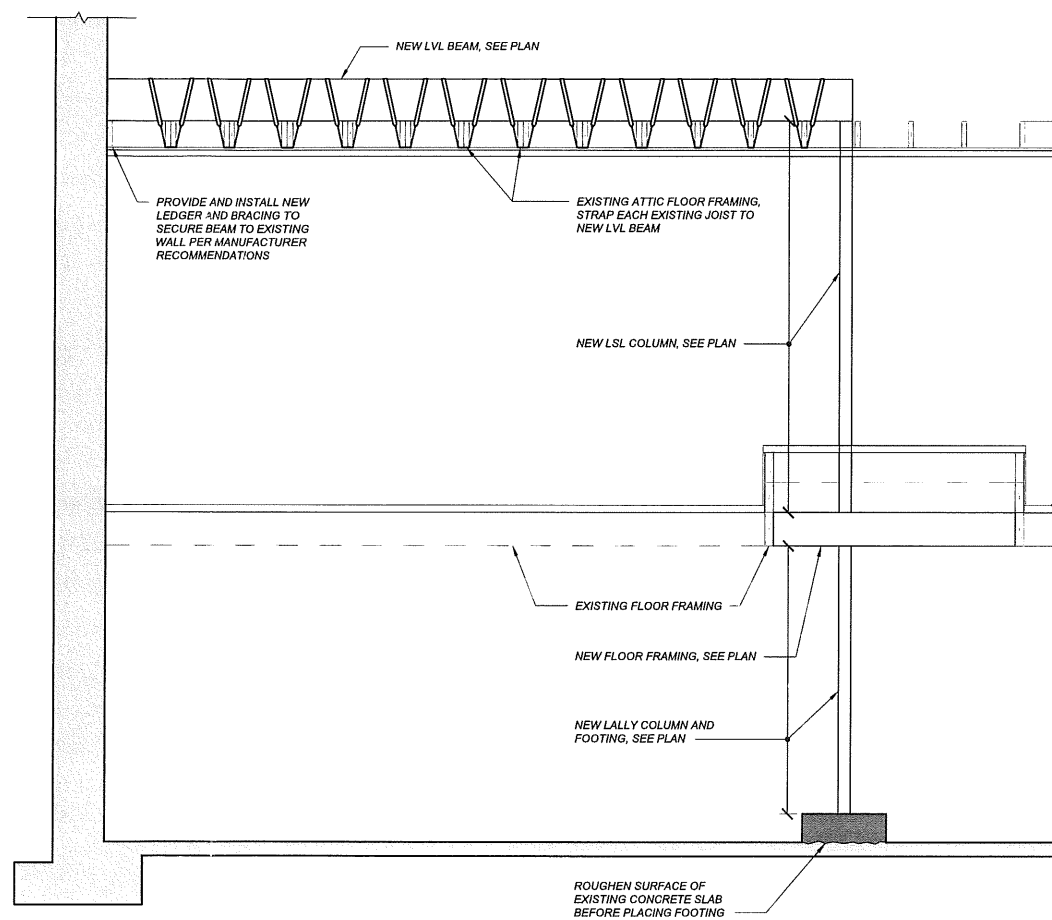 NEW LVL BEAM, SEE PLAN
PROVIDE AND INSTALL NEW
LEDGER AND BRACING TO
SECURE BEAM TO EXISTING
WALL PER MANUFACTURER
RECOMMENDATIONS
EXISTING ATTIC FLOOR FRAMING,
STRAP EACH EXISTING JOIST TO
NEW LVL BEAM
NEW LSL COLUMN, SEE PLAN
EXISTING FLOOR FRAMING
NEW FLOOR FRAMING, SEE PLAN
NEW LALLY COLUMN AND
FOOTING, SEE PLAN
ROUGHEN SURFACE OF
EXISTING CONCRETE SLAB
BEFORE PLACING FOOTING